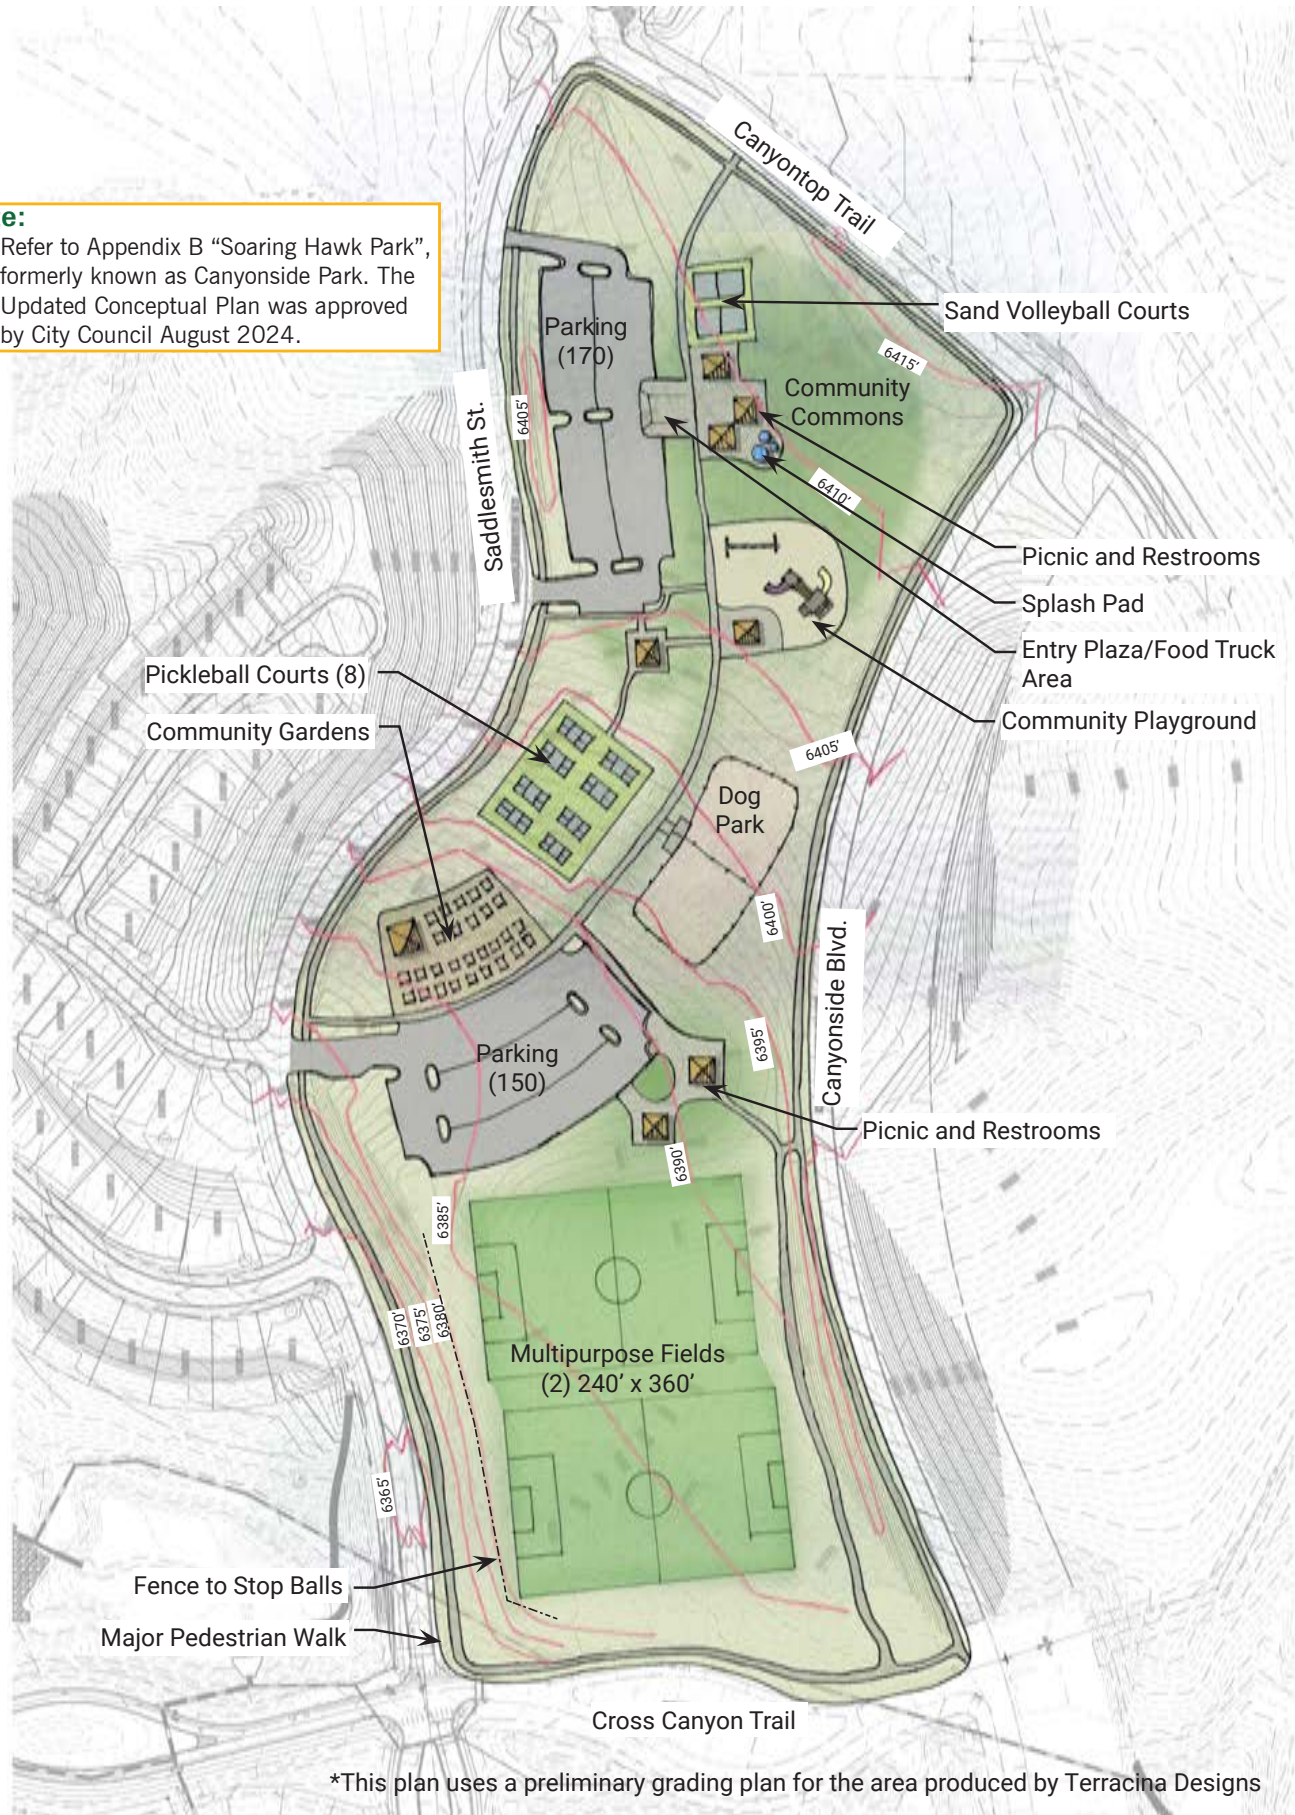 e:
Refer to Appendix B “Soaring Hawk Park”,
formerly known as Canyonside Park. The
Updated Conceptual Plan was approved
by City Council August 2024.
Canyontop Trail
Sand Volleyball Courts
Parking
(170)
6415’
Community
Commons
6405’
Saddlesmith St.
6410’
Picnic and Restrooms
Splash Pad
Entry Plaza/Food Truck
Area
Community Playground
Pickleball Courts (8)
Community Gardens
6405’
Dog
Park
6400’
Canyonside Blvd.
6395’
Parking
(150)
Picnic and Restrooms
6390’
6385’
6370’
6375’
6380’
Multipurpose Fields
(2) 240’ x 360’
6365’
Fence to Stop Balls
Major Pedestrian Walk
Cross Canyon Trail
*This plan uses a preliminary grading plan for the area produced by Terracina Designs